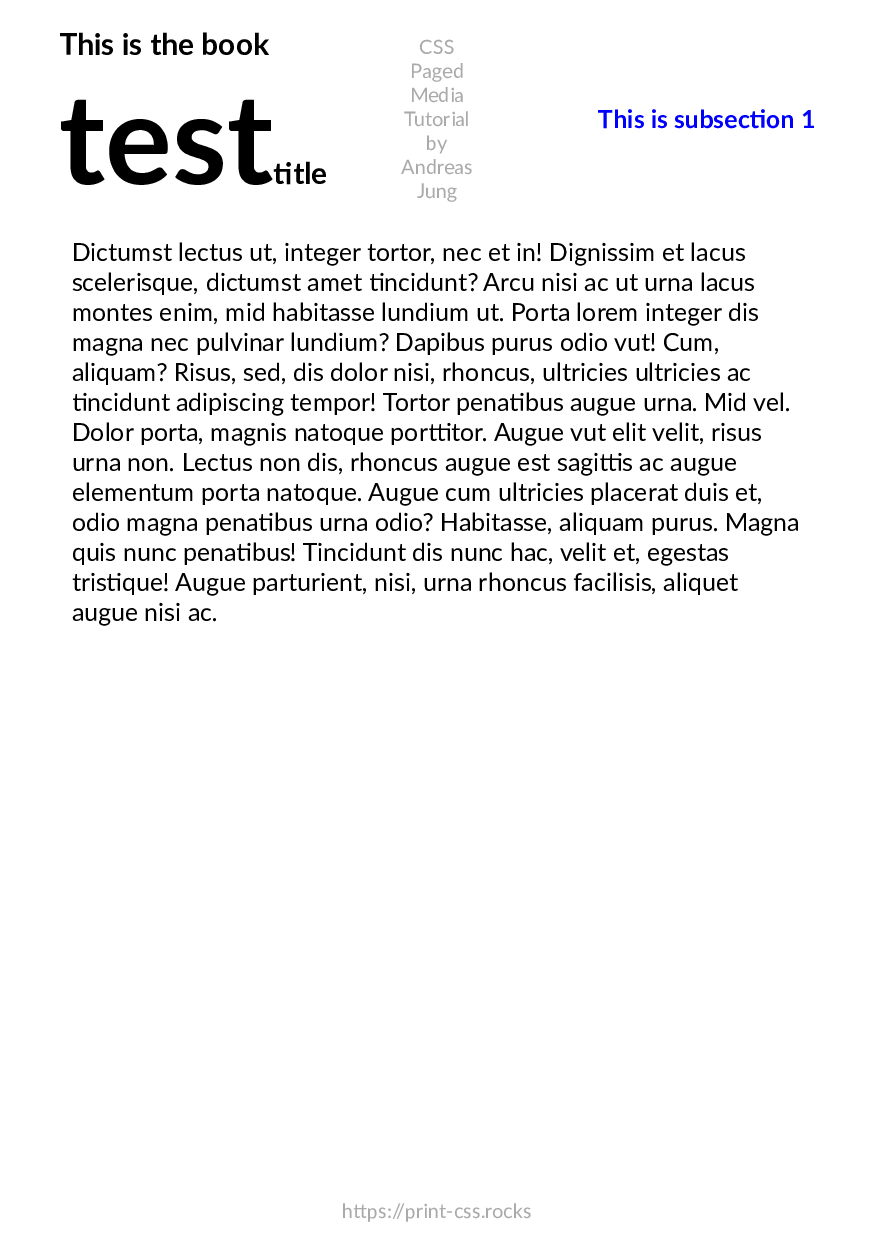 This is the book
testtitle
CSS
Paged
Media
Tutorial
by
Andreas
Jung
This is subsection 1
Dictumst lectus ut, integer tortor, nec et in! Dignissim et lacus
scelerisque, dictumst amet tincidunt? Arcu nisi ac ut urna lacus
montes enim, mid habitasse lundium ut. Porta lorem integer dis
magna nec pulvinar lundium? Dapibus purus odio vut! Cum,
aliquam? Risus, sed, dis dolor nisi, rhoncus, ultricies ultricies ac
tincidunt adipiscing tempor! Tortor penatibus augue urna. Mid vel.
Dolor porta, magnis natoque porttitor. Augue vut elit velit, risus
urna non. Lectus non dis, rhoncus augue est sagittis ac augue
elementum porta natoque. Augue cum ultricies placerat duis et,
odio magna penatibus urna odio? Habitasse, aliquam purus. Magna
quis nunc penatibus! Tincidunt dis nunc hac, velit et, egestas
tristique! Augue parturient, nisi, urna rhoncus facilisis, aliquet
augue nisi ac.
https://print-css.rocks